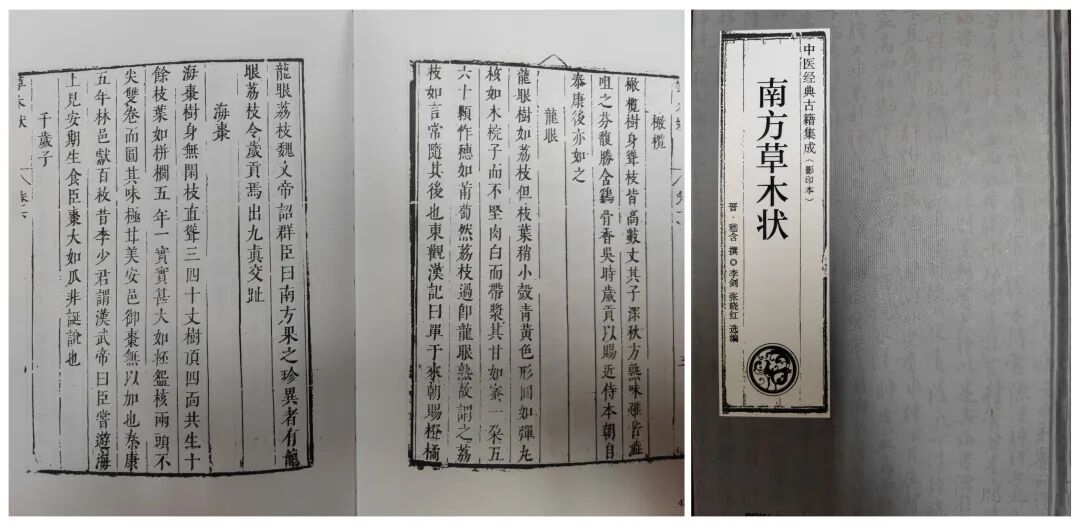 橄欖
橄欖樹身聳枝皆高數丈其子深秋方熟味雖苦澁
咀之芬馥勝含鷄骨香吳時歲貢以賜近侍本朝自
泰康後亦如之
龍眼
龍眼樹如荔枝但枝葉稍小殼青黃色形圓如彈丸
核如木梡子而不堅肉白而帶漿其甘如蜜一朶五
六十顆作穗如蒲萄然荔枝過即龍眼熟故謂之荔
枝奴言常隨其後也東觀漢記曰單于來朝賜橙橘
龍眼荔枝魏文帝詔群臣曰南方果之珍異者有龍
眼荔枝令歲貢焉出九眞交趾
海棗
海棗樹身無閑枝直聳三四十丈樹頂四面共生十
餘枝葉如栟櫚五年一實實甚大如杯盌核兩頭不
尖雙卷而圓其味極甘美安邑御棗無以加也泰康
五年林邑獻百枚昔李少君謂漢武帝曰臣嘗遊海
上見安期生食臣棗大如瓜非誕說也
千歲子
草木狀
中医经典古籍集成（影印本）
南方草木状
晋·嵇含 撰 李剑 张晓红 选编